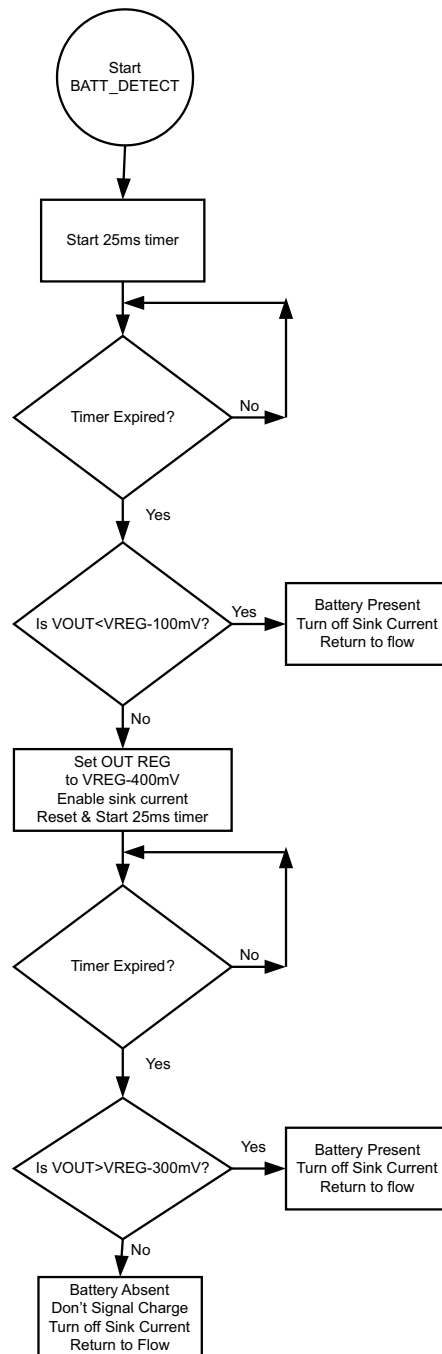 Start
BATT_DETECT
Start 25ms timer
Timer Expired?
No
Yes
Is VOUT<VREG-100mV?
Yes
Battery Present
Turn off Sink Current
Return to flow
No
Set OUT REG
to VREG-400mV
Enable sink current
Reset & Start 25ms timer
Timer Expired?
No
Yes
Is VOUT>VREG-300mV?
Yes
Battery Present
Turn off Sink Current
Return to flow
No
Battery Absent
Don't Signal Charge
Turn off Sink Current
Return to Flow